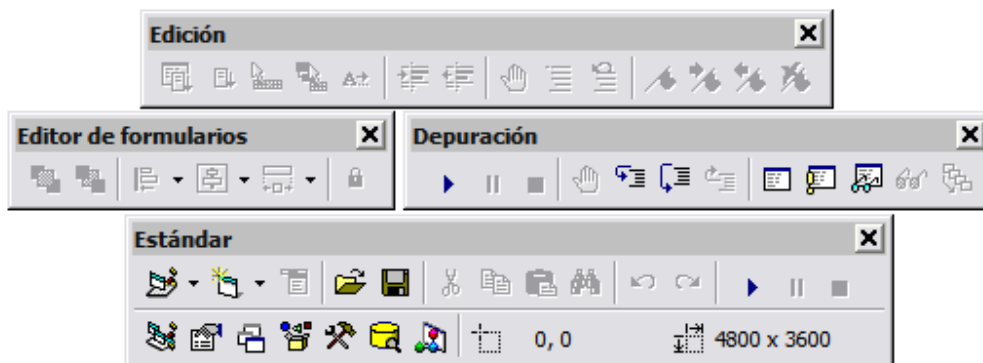 Edición
A
Editor de formularios
Depuración
Estándar
0, 0
4800 x 3600